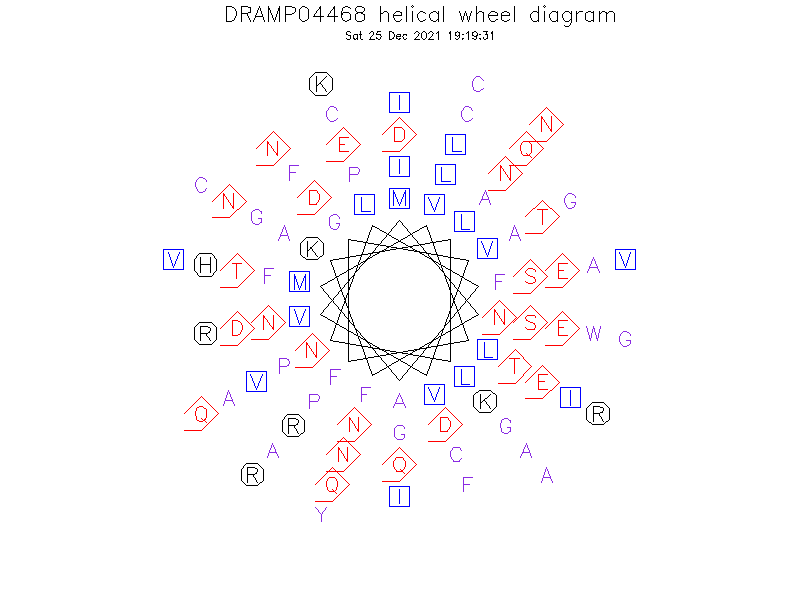 DRAMP04468 helical wheel diagram
Sat 25 Dec 2021 19:19:31
K C
I
C C
N
D
E L
N Q
I
F P L N
C
N D M A G
L V
G T
G L
A A
K V
V H A V
T E
F S
M F
V N
N S
D E
R W
G
N L
P T
F L
V E
F V
A I
P A K
Q R
R N D G
G
A N C A
Q
R A
Q F
I
Y